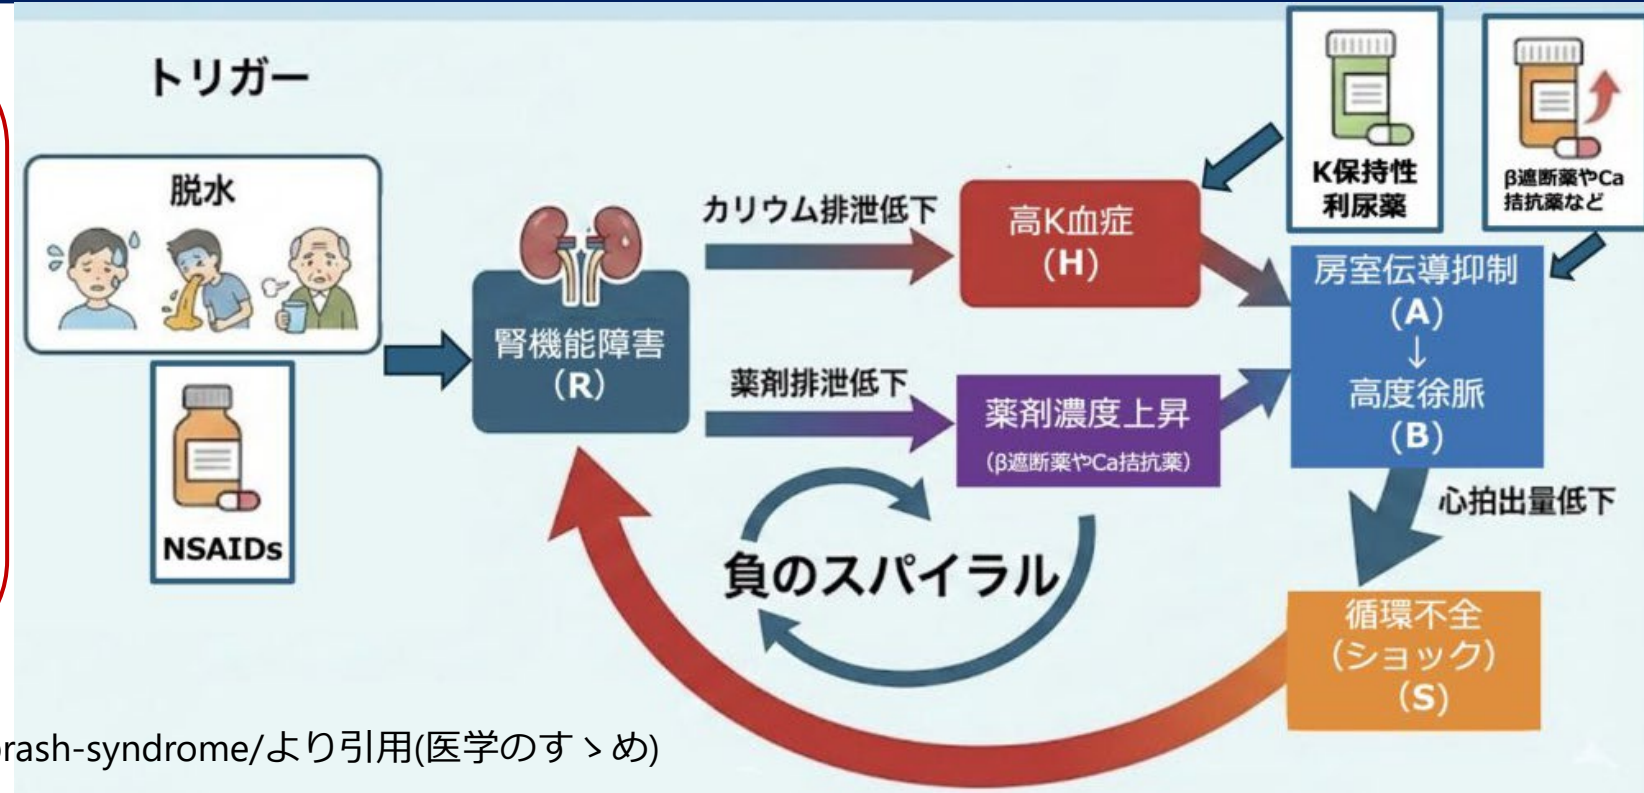 トリガー
脱水
NSAIDs
腎機能障害
（R）
カリウム排泄低下
薬剤排泄低下
高K血症
（H）
薬剤濃度上昇
（β遮断薬やCa拮抗薬）
K保持性
利尿薬
β遮断薬やCa
拮抗薬など
房室伝導抑制
（A）
↓
高度徐脈
（B）
心拍出量低下
循環不全
（ショック）
（S）
負のスパイラル
rash-syndrome/より引用(医学のすゝめ)